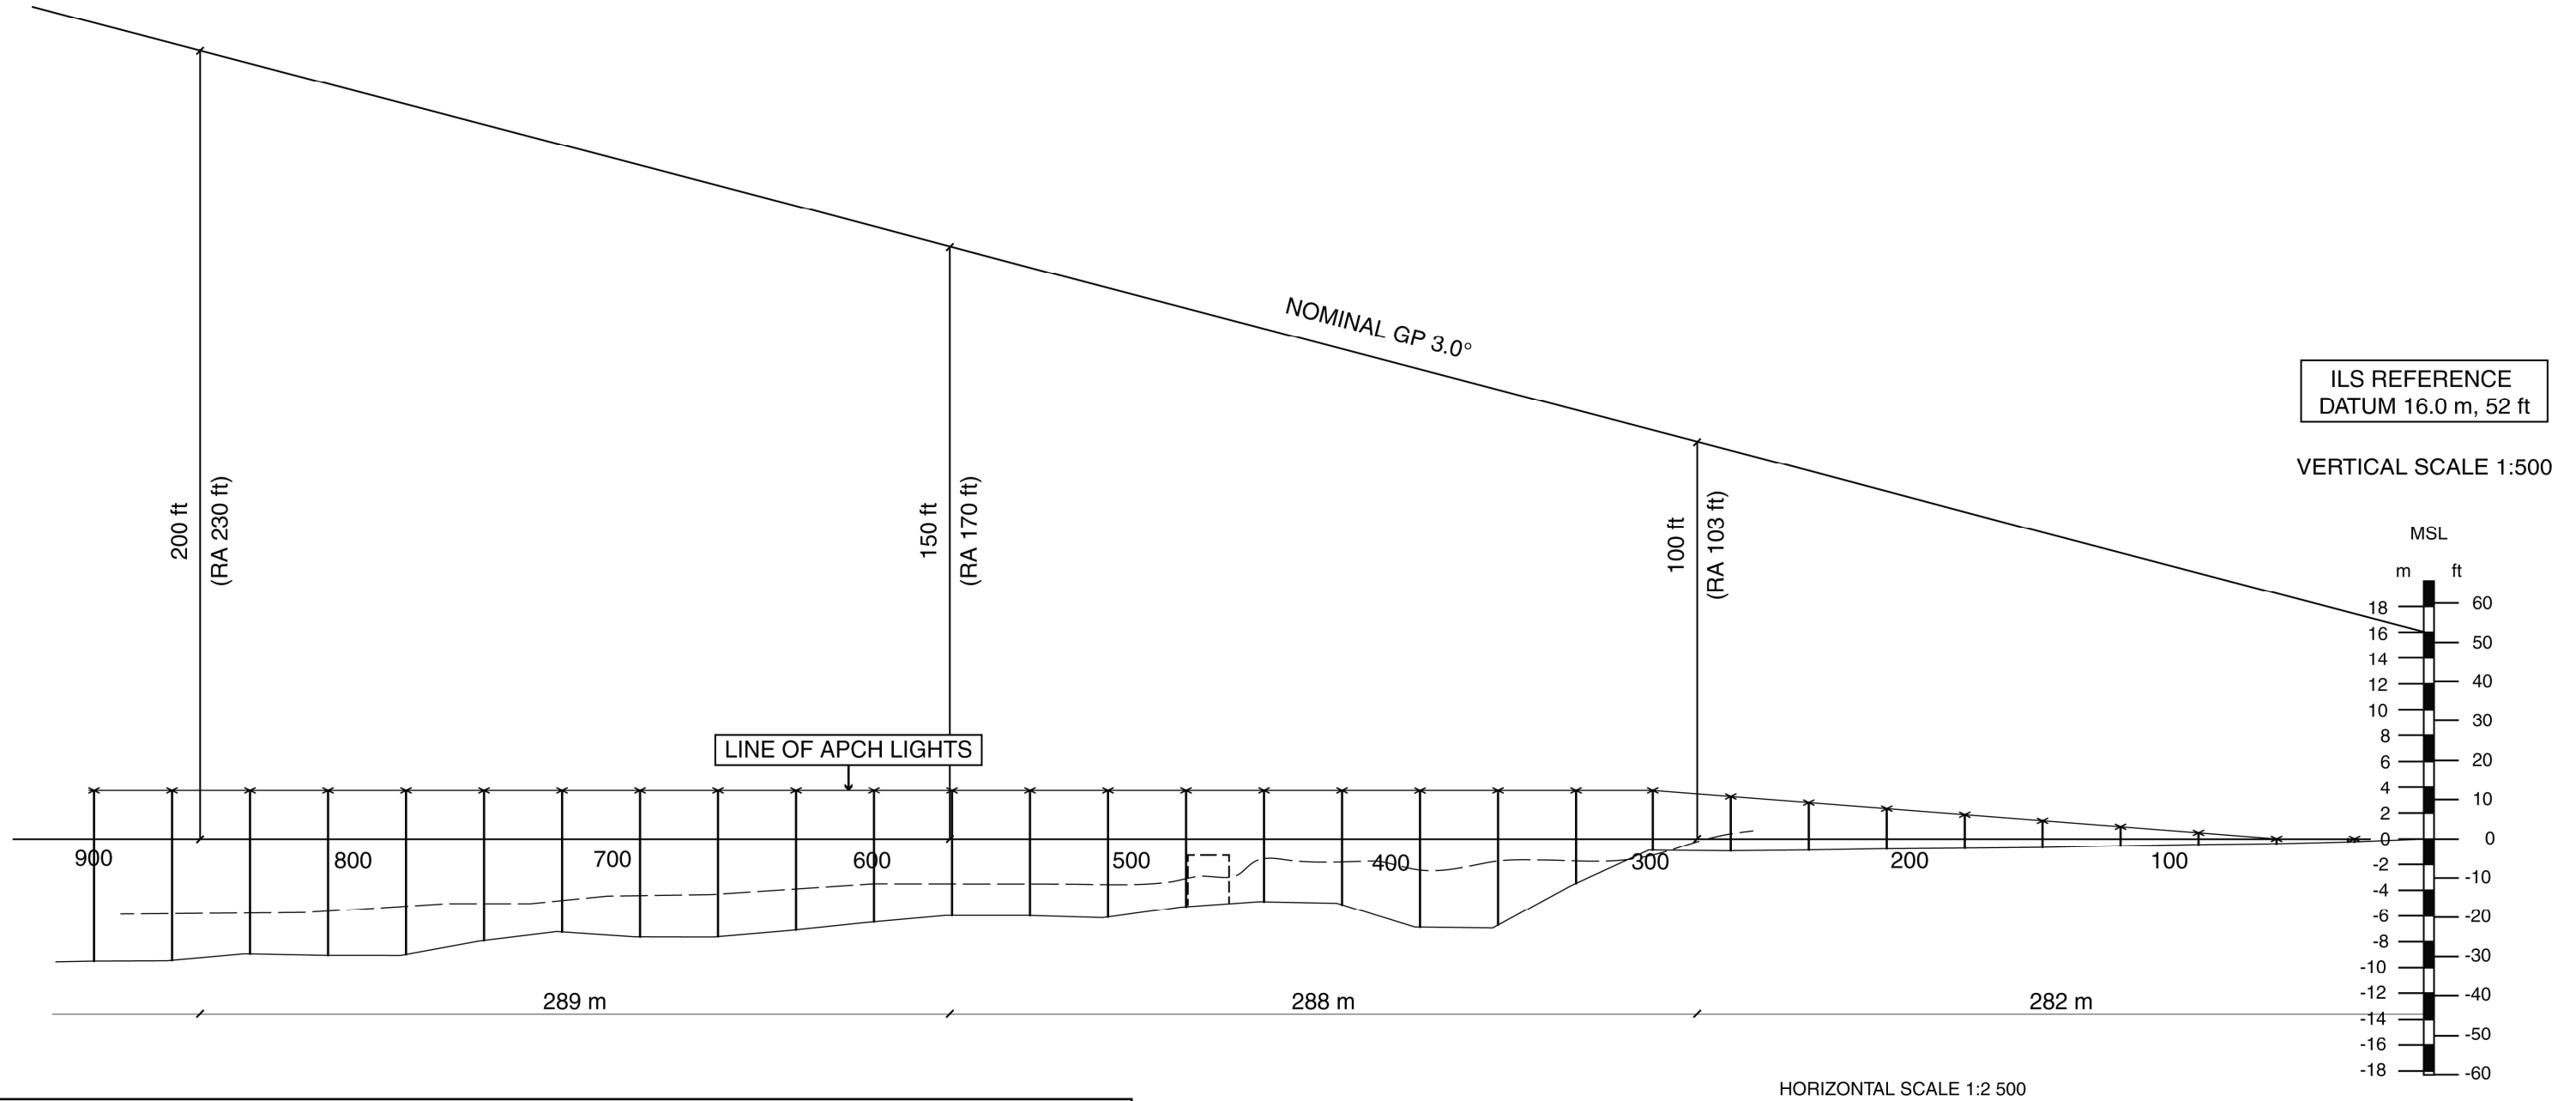 NOMINAL GP 3.0°
ILS REFERENCE
DATUM 16.0 m, 52 ft
VERTICAL SCALE 1:500
200 ft
(RA 230 ft)
150 ft
(RA 170 ft)
100 ft
(RA 103 ft)
MSL
m ft
18 60
16
50
14
12 40
10
30
8
6 20
4
10
2
0 0
-2
-10
-4
-6 -20
-8
-30
-10
-12 -40
-14
-50
-16
-18 -60
LINE OF APCH LIGHTS
900 800 700 600 500 400 300 200 100
289 m 288 m 282 m
HORIZONTAL SCALE 1:2 500